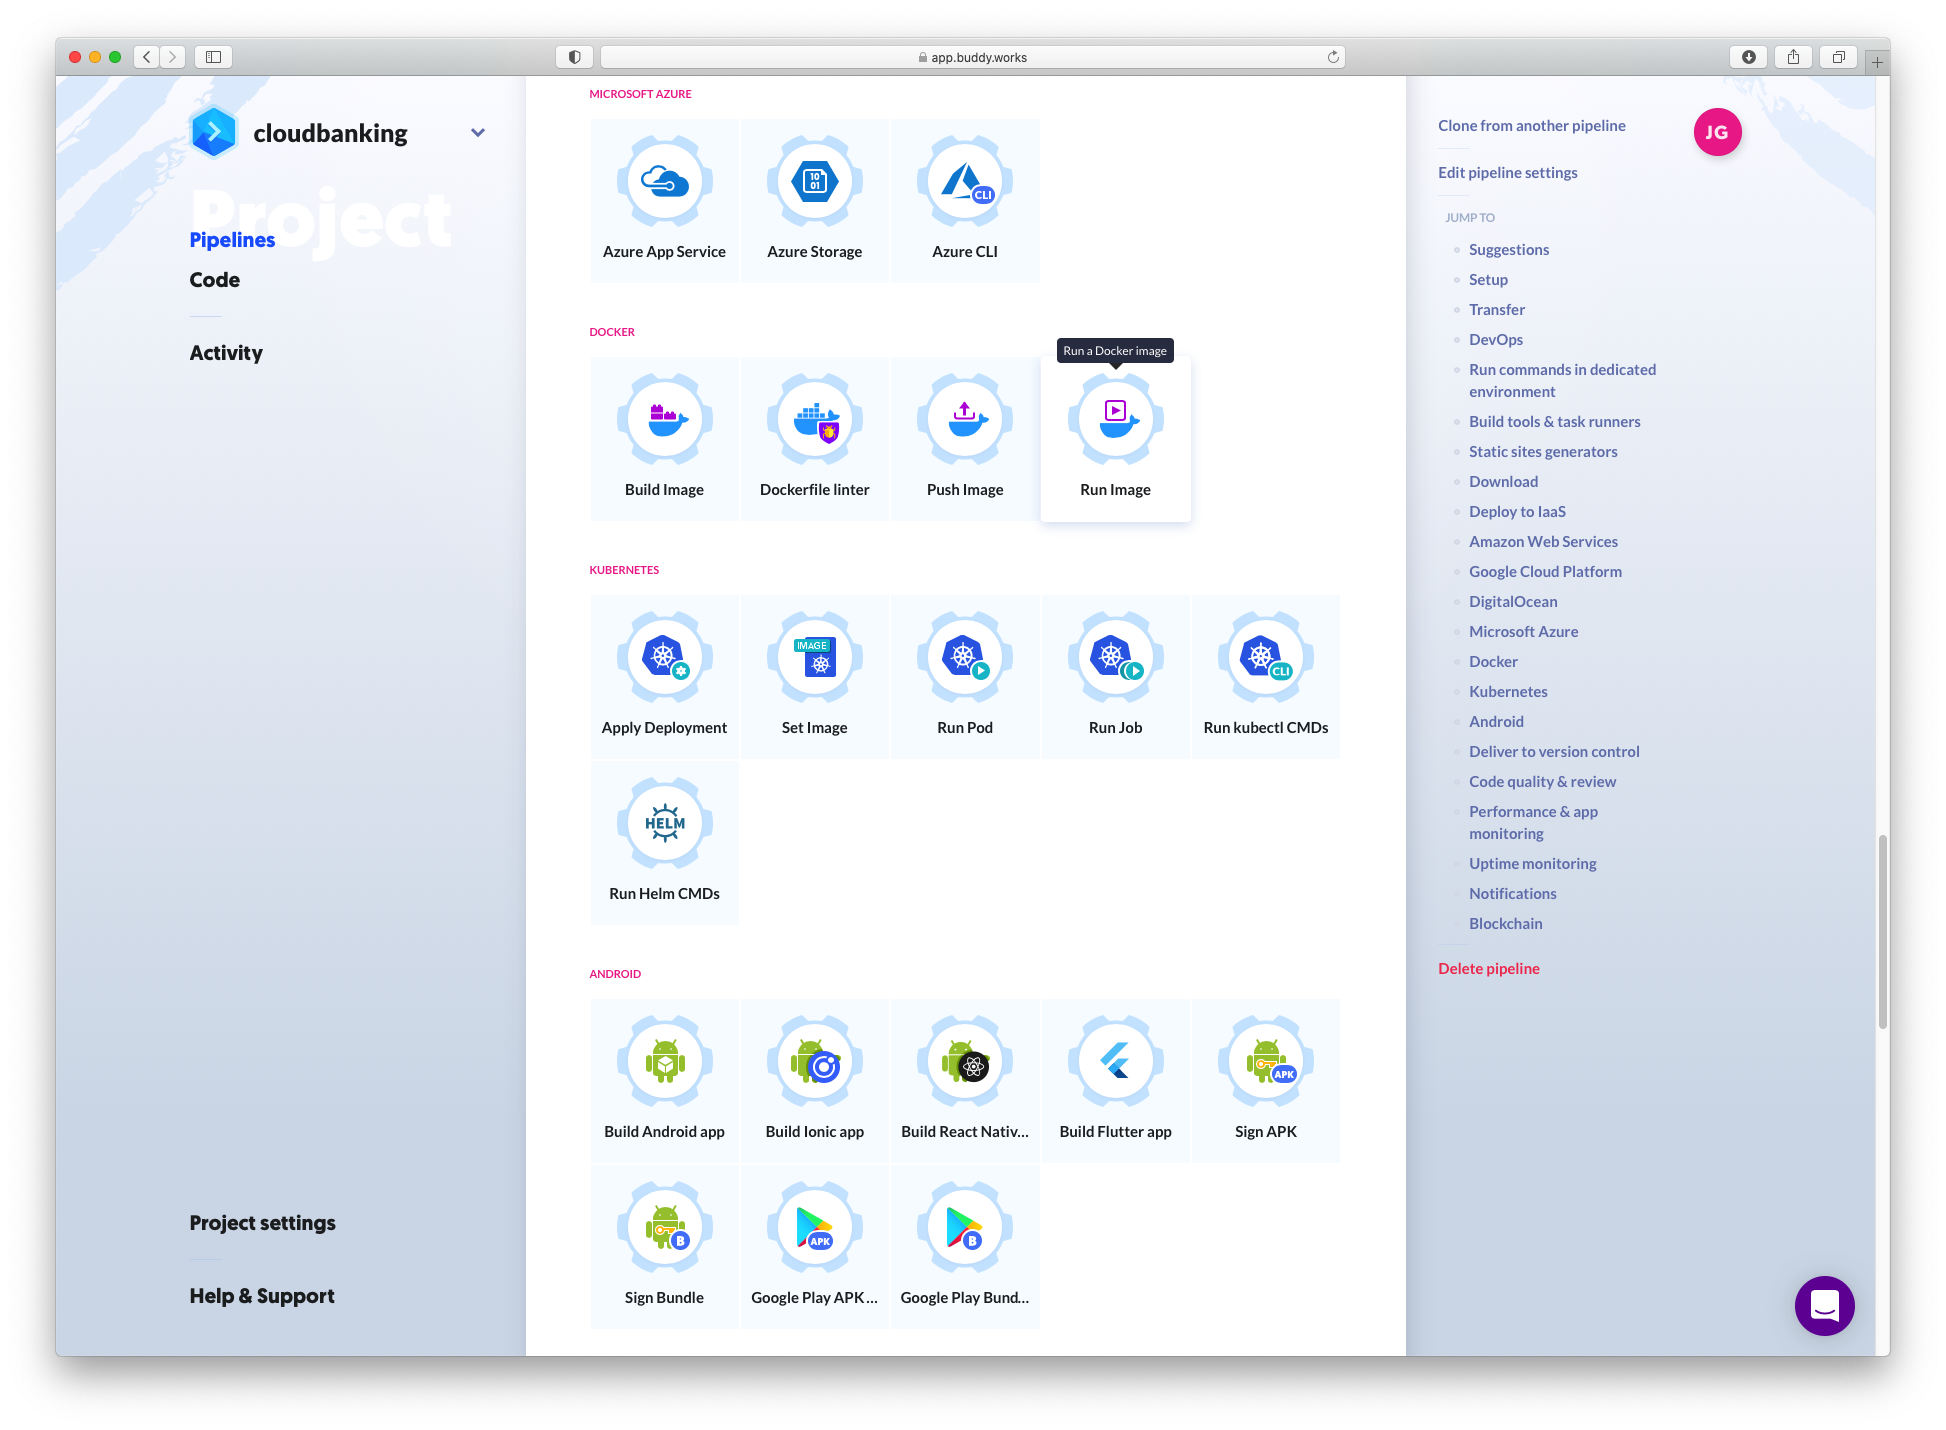 app.buddy.works
cloudbanking
Project
Pipelines
Code
Activity
Project settings
Help & Support
MICROSOFT AZURE
10
01
CLI
Azure App Service
Azure Storage
Azure CLI
DOCKER
Run a Docker image
Build Image
Dockerfile linter
Push Image
Run Image
KUBERNETES
IMAGE
CLI
Apply Deployment
Set Image
Run Pod
Run Job
Run kubectl CMDs
HELM
Run Helm CMDs
ANDROID
APK
Build Android app
Build Ionic app
Build React Nativ...
Build Flutter app
Sign APK
B
APK
B
Sign Bundle
Google Play APK...
Google Play Bund...
Clone from another pipeline
JG
Edit pipeline settings
JUMP TO
Suggestions
Setup
Transfer
DevOps
Run commands in dedicated
environment
Build tools & task runners
Static sites generators
Download
Deploy to IaaS
Amazon Web Services
Google Cloud Platform
DigitalOcean
Microsoft Azure
Docker
Kubernetes
Android
Deliver to version control
Code quality & review
Performance & app
monitoring
Uptime monitoring
Notifications
Blockchain
Delete pipeline